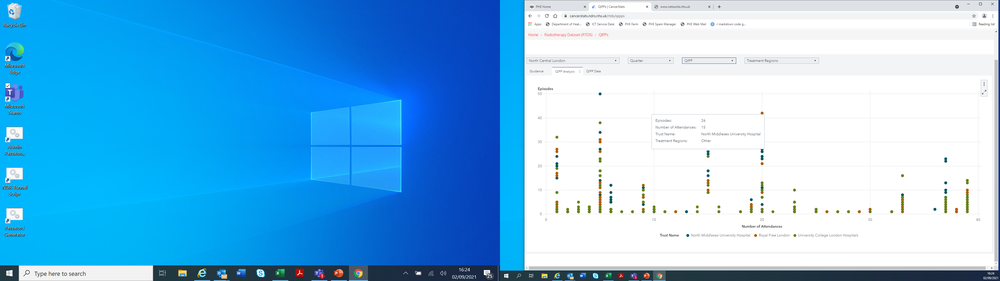 Recycle Bin
Microsoft
Edge
T
Microsoft
Teams
Admin
Passwor...
NDR Tunnel
Script
Password
Generator
Type here to search
16:24
02/09/2021
25
1
PHE Home
QIPPs | CancerStats
www.networks.nhs.uk
cancerstats.ndrs.nhs.uk/rtds/qipps
Apps
Department of Heal...
ICT Service Desk
PHE Farm
PHE Spam Manager
PHE Web Mail
r markdown code g...
Reading list
Home » Radiotherapy Dataset (RTDS) » QIPPs
North Central London
Quarter
QIPP
Treatment Regions
Guidance
QIPP Analysis
QIPP Data
Episodes
50
40
30
20
10
0
Episodes: 26
Number of Attendances: 15
Trust Name: North Middlesex University Hospital
Treatment Regions: Other
0 10 20 30 40
Number of Attendances
Trust Name North Middlesex University Hospital Royal Free London University College London Hospitals
1
16:24
02/09/2021